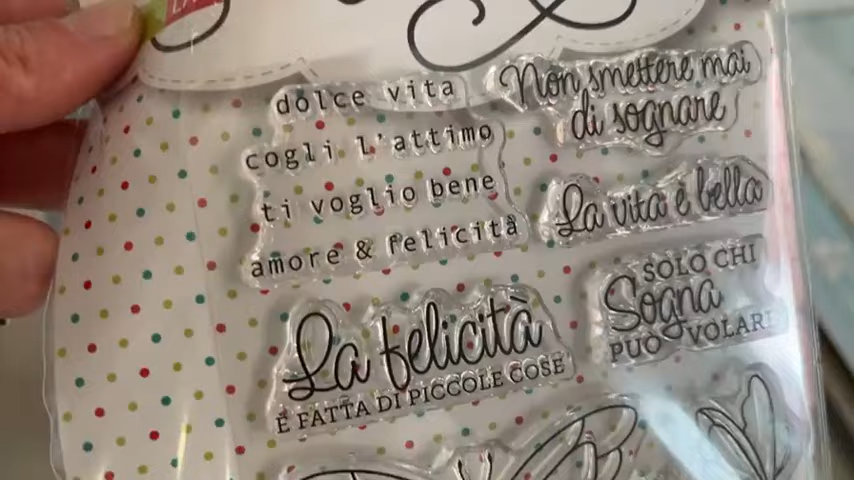 dolce vita
cogli l'attimo
ti voglio bene
amore & felicità
Non smettere mai
di sognare
La vita è bella
SOLO CHI
Sogna
PUÒ VOLARE
La felicità
È FATTA DI PICCOLE COSE